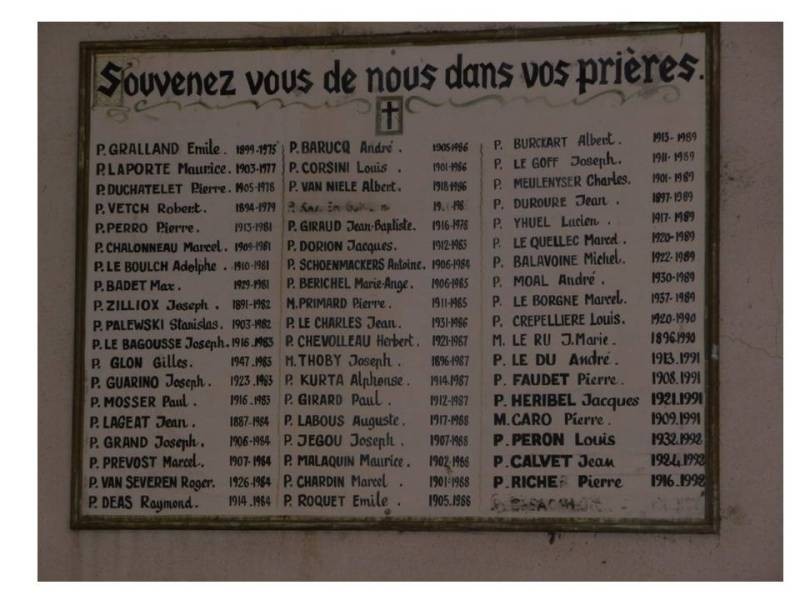 Souvenez vous de nous dans vos prières.
P. GRALLAND Emile. 1899-1975
P. LAPORTE Maurice. 1903-1977
P. DUCHATELET Pierre. 1905-1978
P. VETCH Robert. 1894-1979
P. PERRO Pierre. 1913-1981
P. CHALONNEAU Marcel. 1909-1981
P. LE BOULCH Adolphe. 1910-1981
P. BADET Max. 1929-1981
P. ZILLIOX Joseph. 1891-1982
P. PALEWSKI Stanislas. 1903-1982
P. LE BAGOUSSE Joseph. 1916.1983
P. GLON Gilles. 1947.1983
P. GUARINO Joseph. 1923.1983
P. MOSSER Paul. 1916.1983
P. LAGEAT Jean. 1887-1984
P. GRAND Joseph. 1906-1984
P. PREVOST Marcel. 1907-1984
P. VAN SEVEREN Roger. 1926-1984
P. DEAS Raymond. 1914.1984
P. BARUCQ André. 1905-1986
P. CORSINI Louis. 1901-1986
P. VAN NIELE Albert. 1918-1986
P.
P. GIRAUD Jean-Baptiste. 1916-1978
P. DORION Jacques. 1912-1983
P. SCHOENMACKERS Antoine. 1906-1984
P. BERICHEL Marie-Ange. 1906-1985
M. PRIMARD Pierre. 1911-1985
P. LE CHARLES Jean. 1931-1986
P. CHEVOLLEAU Herbert. 1921-1987
M. THOBY Joseph. 1896-1987
P. KURTA Alphonse. 1914-1987
P. GIRARD Paul. 1912-1987
P. LABOUS Auguste. 1917-1988
P. JEGOU Joseph. 1907-1988
P. MALAQUIN Maurice. 1902.1988
P. CHARDIN Marcel. 1901-1988
P. ROQUET Emile. 1905.1988
P. BURCKART Albert. 1913-1989
P. LE GOFF Joseph. 1911-1989
P. MEULENYSER Charles. 1901-1989
P. DUROURE Jean. 1897-1989
P. YHUEL Lucien. 1917-1989
P. LE QUELLEC Marcel. 1920-1989
P. BALAVOINE Michel. 1922-1989
P. MOAL André. 1930-1989
P. LE BORGNE Marcel. 1937-1989
P. CREPELLIERE Louis. 1920-1990
M. LE RU J.Marie. 1896.1990
P. LE DU André. 1913.1991
P. FAUDET Pierre. 1908.1991
P. HERIBEL Jacques 1921.1991
M. CARO Pierre. 1909.1991
P. PERON Louis 1932.1992
P. CALVET Jean 1924.1992
P. RICHER Pierre 1916.1992